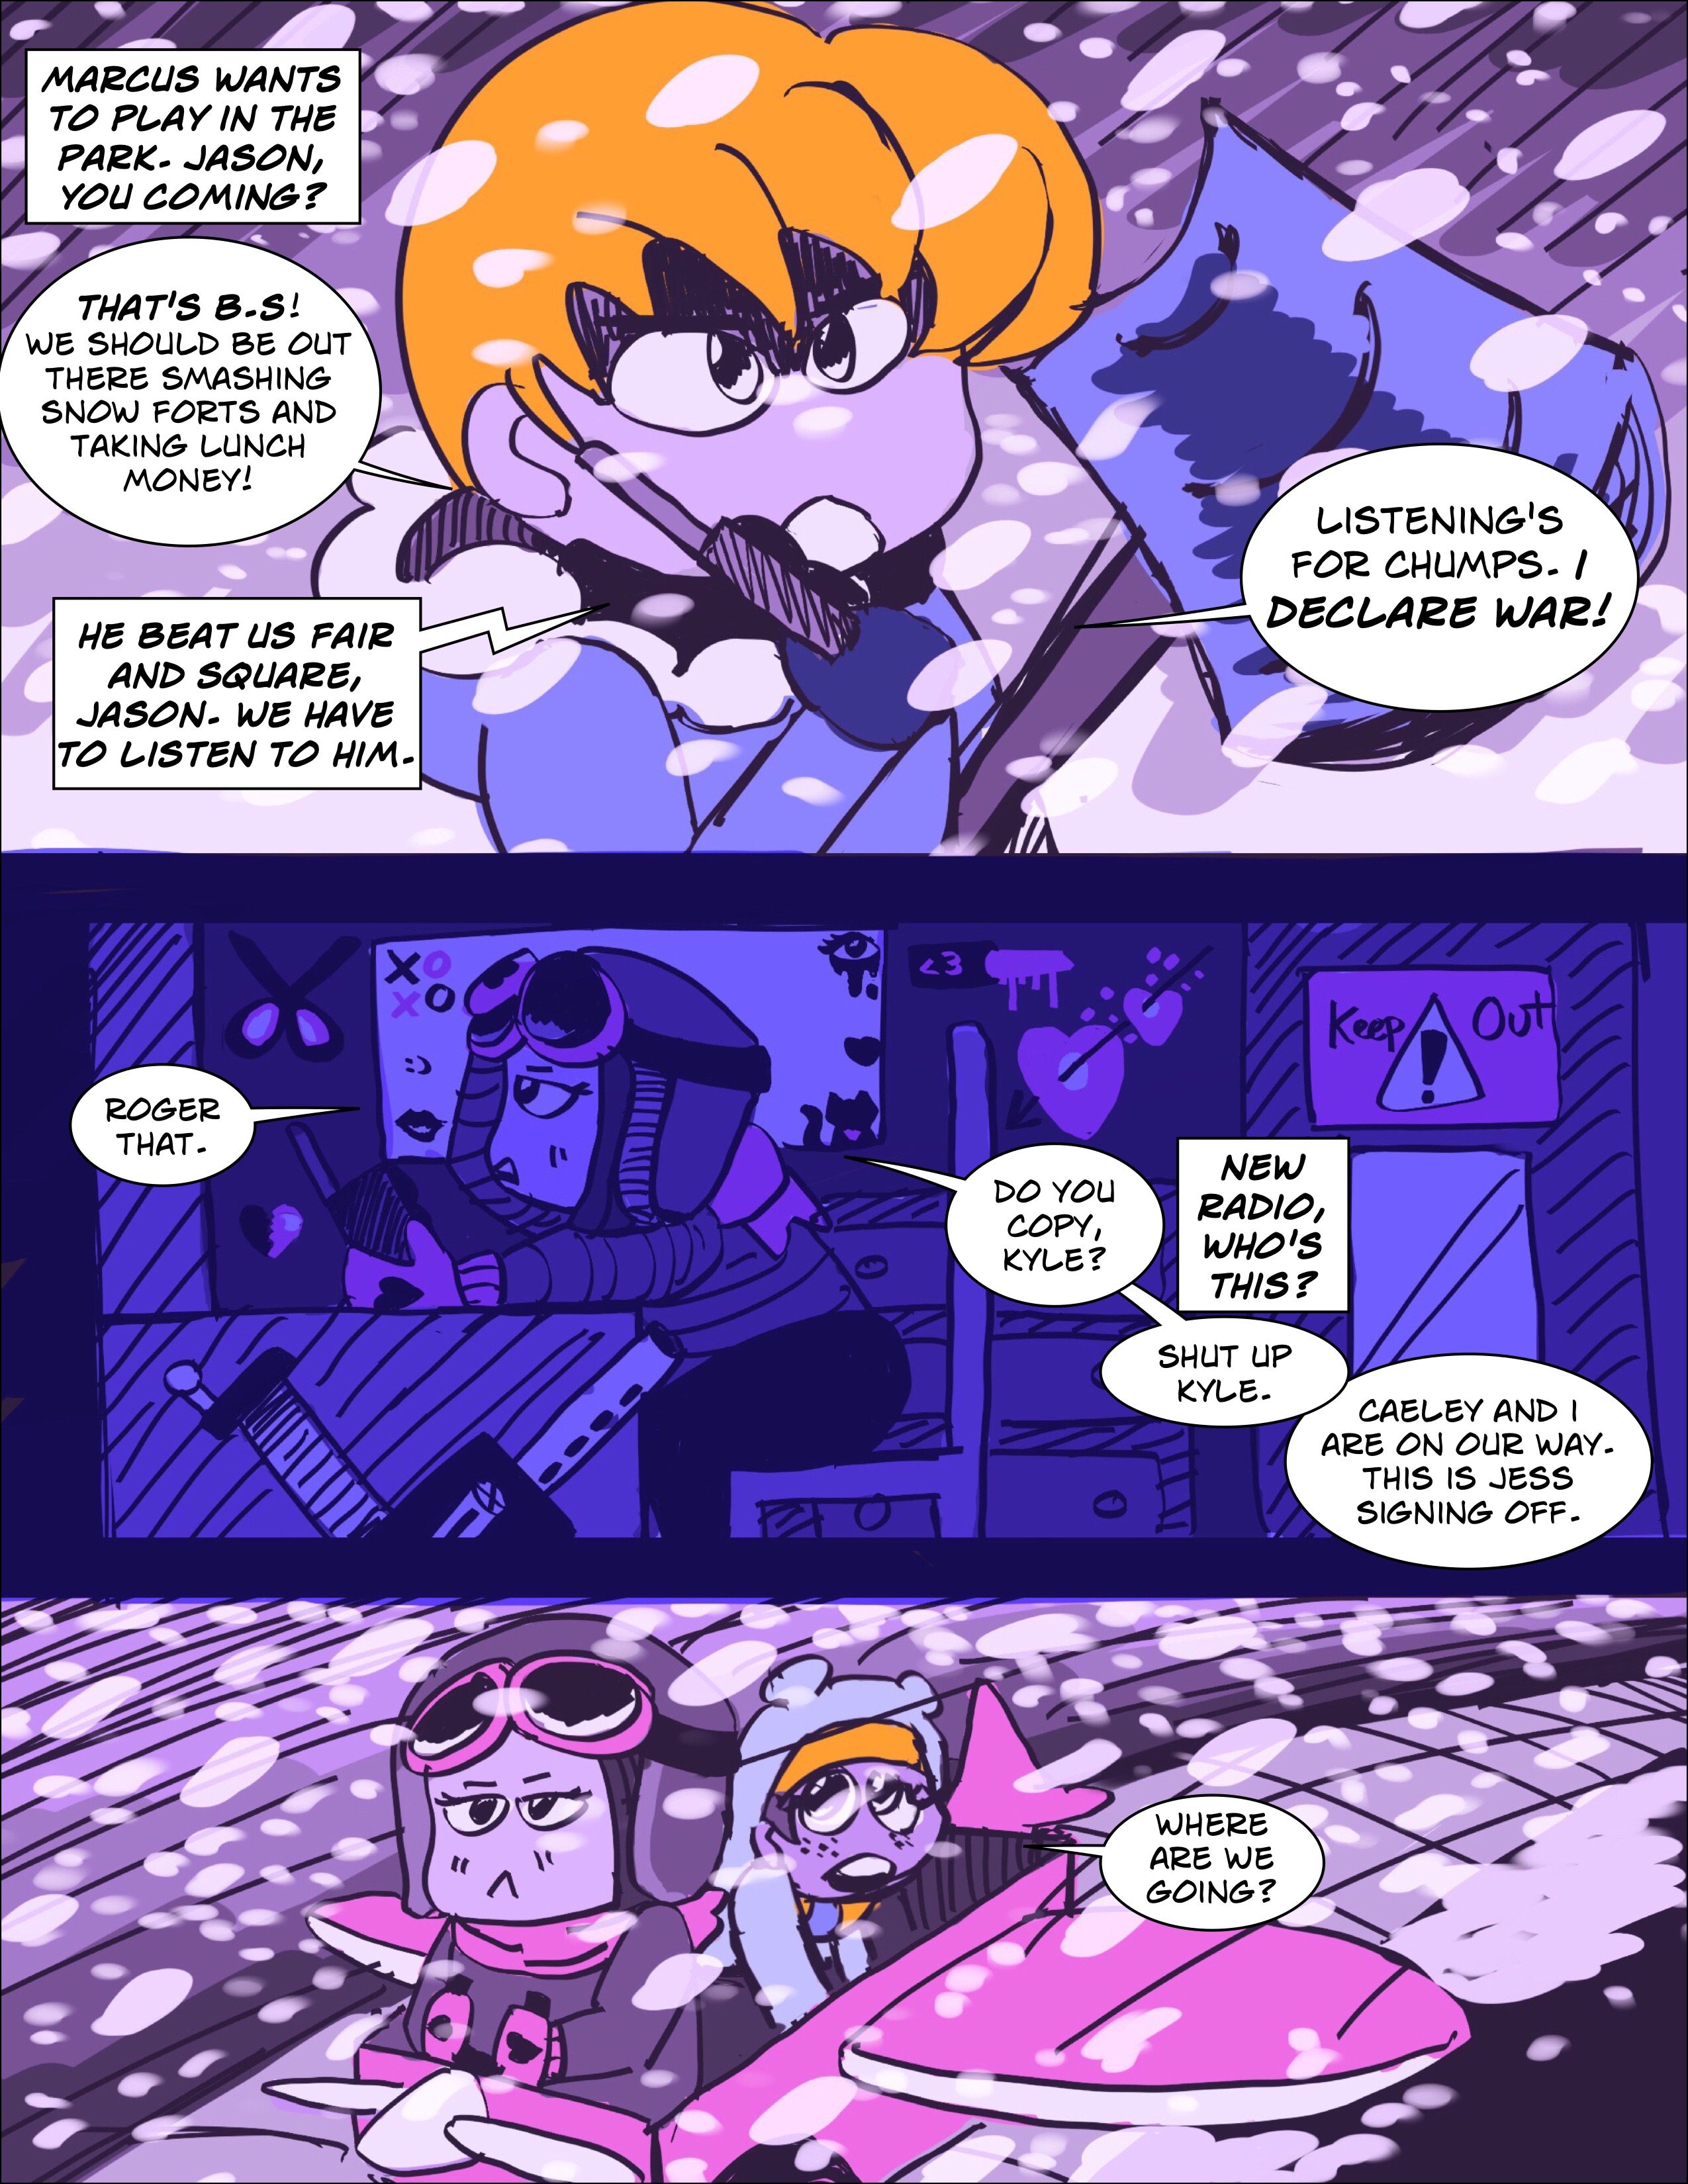 MARCUS WANTS
TO PLAY IN THE
PARK. JASON,
YOU COMING?
THAT'S B.S!
WE SHOULD BE OUT
THERE SMASHING
SNOW FORTS AND
TAKING LUNCH
MONEY!
HE BEAT US FAIR
AND SQUARE,
JASON. WE HAVE
TO LISTEN TO HIM.
LISTENING'S
FOR CHUMPS. I
DECLARE WAR!
XO
XO
:)
<3
Keep Out
!
ROGER
THAT.
DO YOU
COPY,
KYLE?
NEW
RADIO,
WHO'S
THIS?
SHUT UP
KYLE.
CAELEY AND I
ARE ON OUR WAY.
THIS IS JESS
SIGNING OFF.
WHERE
ARE WE
GOING?